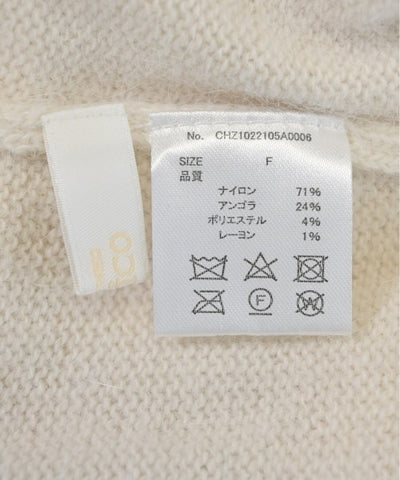 No. CHZ1022105A0006
SIZE F
品質
ナイロン 71%
アンゴラ 24%
ポリエステル 4%
レーヨン 1%
F
W